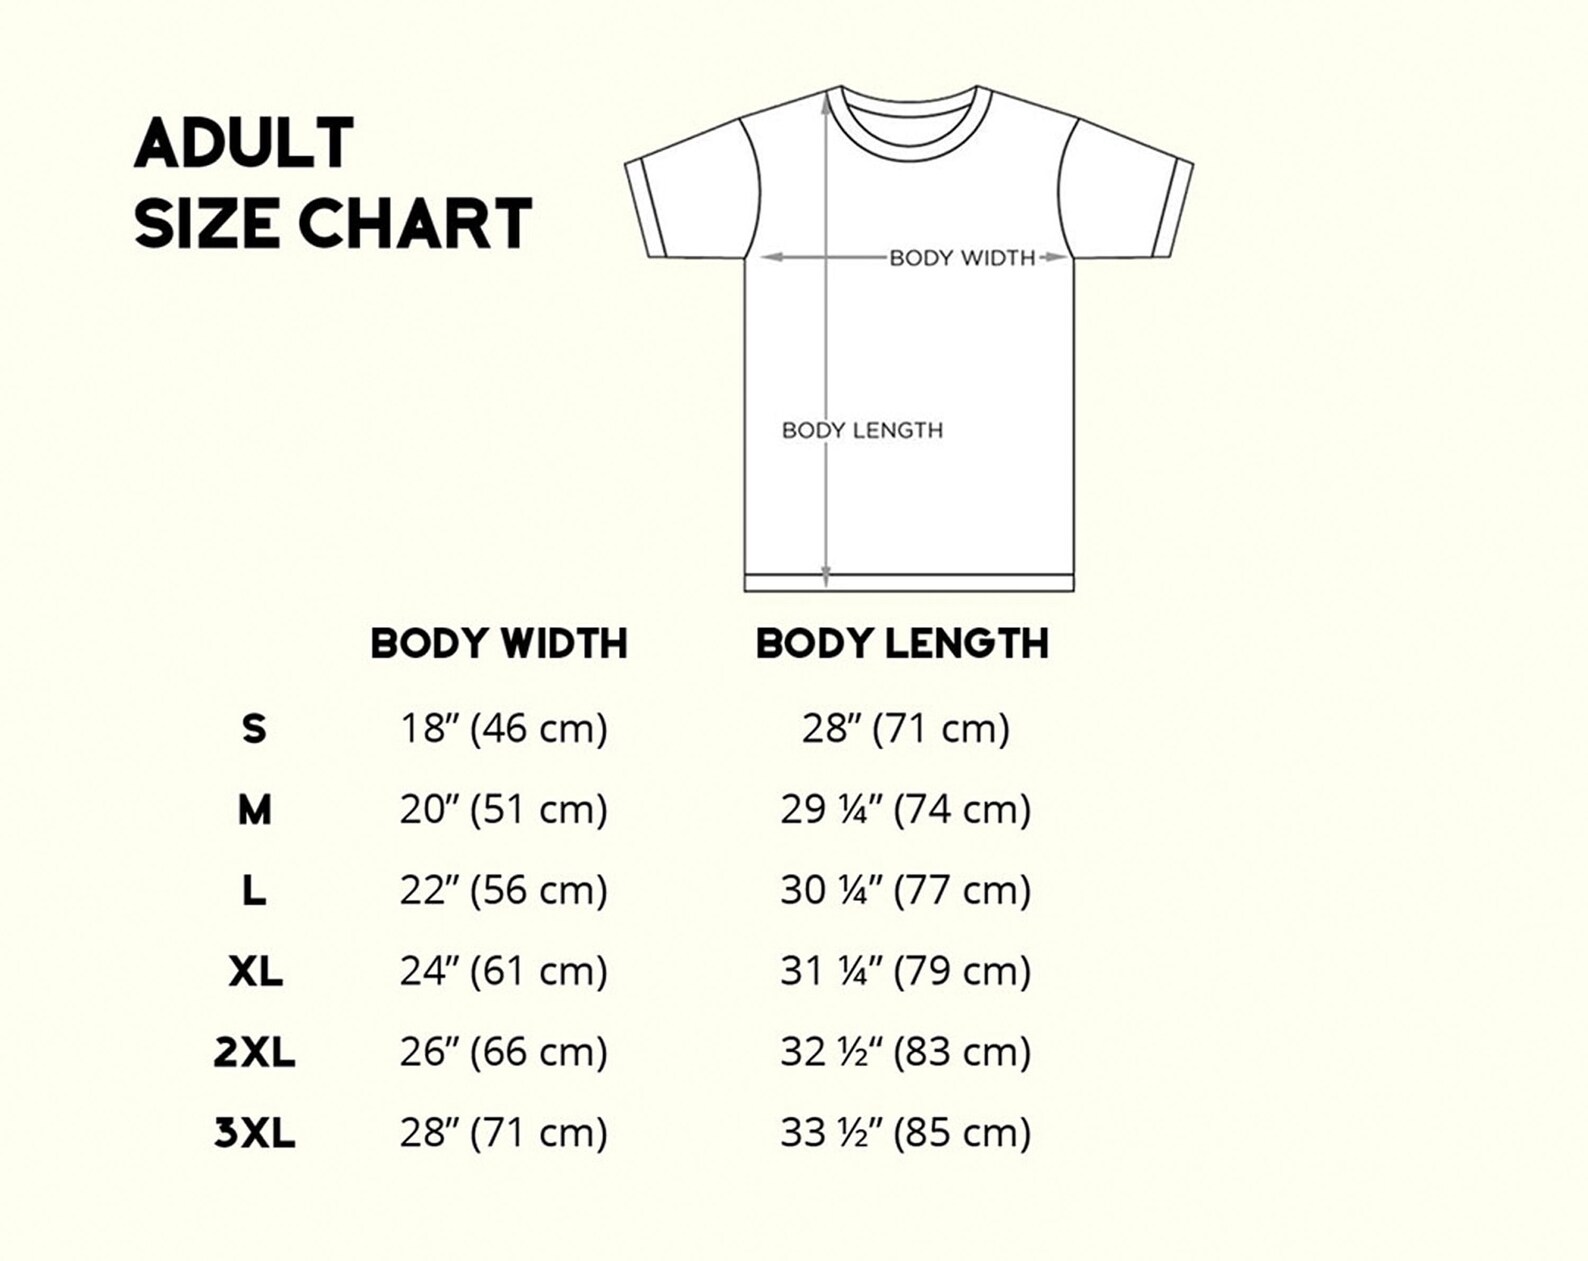 ADULT
SIZE CHART
BODY WIDTH
BODY LENGTH
BODY WIDTH BODY LENGTH
S 18” (46 cm) 28” (71 cm)
M 20” (51 cm) 29 ¼” (74 cm)
L 22” (56 cm) 30 ¼” (77 cm)
XL 24” (61 cm) 31 ¼” (79 cm)
2XL 26” (66 cm) 32 ½“ (83 cm)
3XL 28” (71 cm) 33 ½” (85 cm)